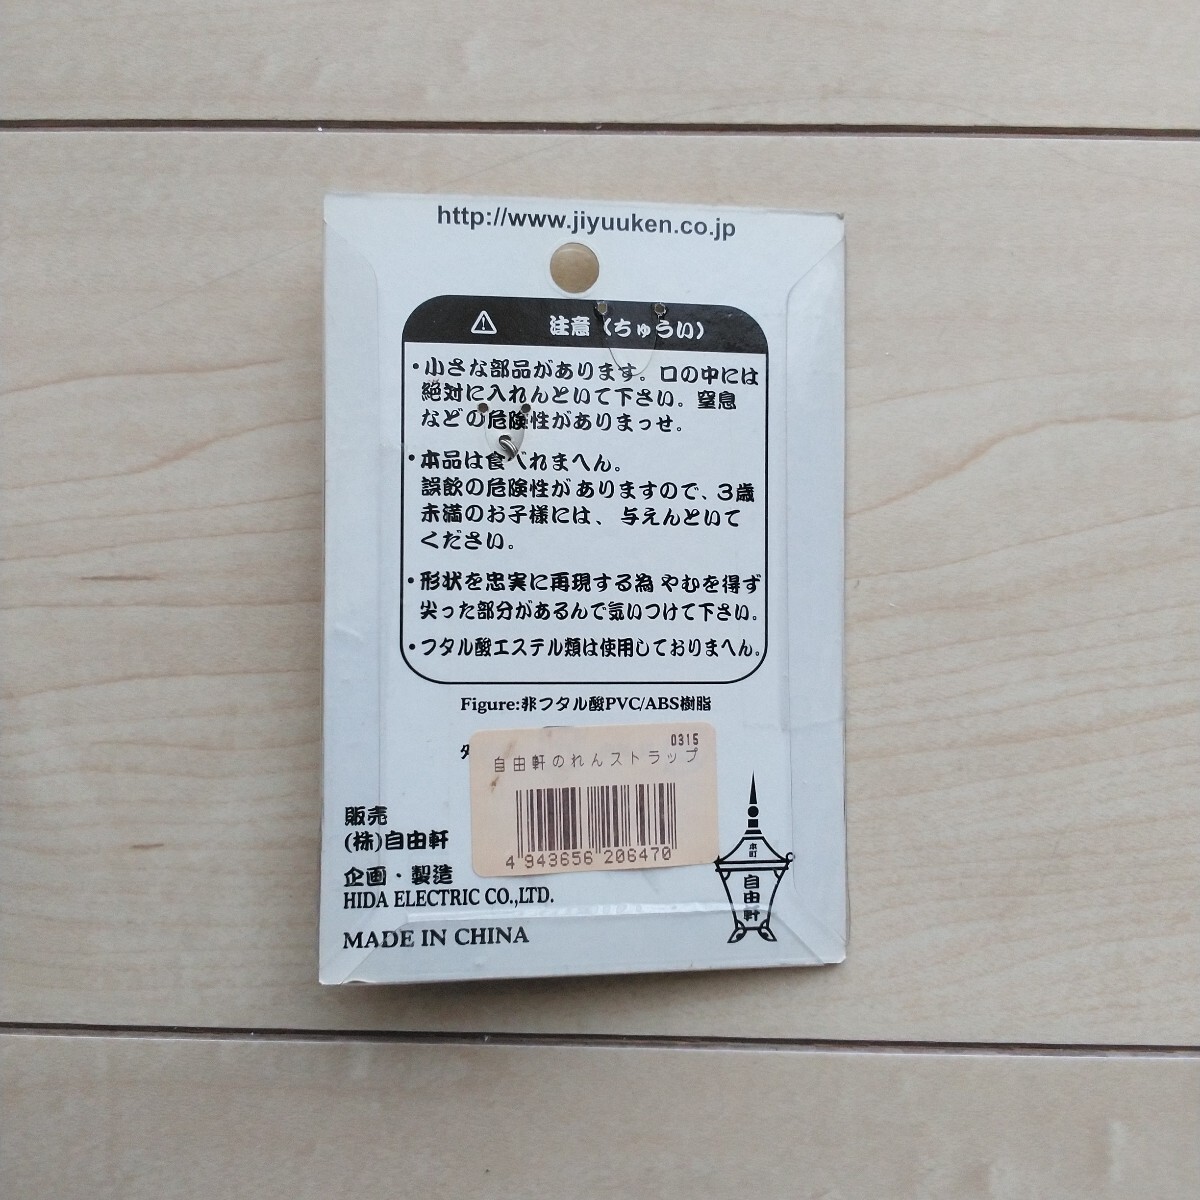 http://www.jiyuuken.co.jp
注意（ちゅうい）
・小さな部品があります。口の中には
絶対に入れんといて下さい。窒息
などの危険性がありまっせ。
・本品は食べれまへん。
誤飲の危険性がありますので、3歳
未満のお子様には、与えんといて
ください。
・形状を忠実に再現する為やむを得ず
尖った部分があるんで気いつけて下さい。
・フタル酸エステル類は使用しておりまへん。
Figure:非フタル酸PVC/ABS樹脂
0315
自由軒のれんストラップ
4 943656 206470
販売
(株)自由軒
企画・製造
HIDA ELECTRIC CO.,LTD.
MADE IN CHINA
本町
自由軒